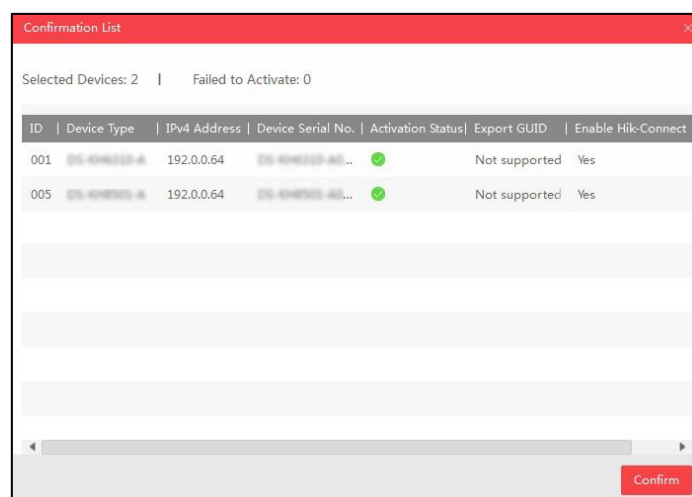 Confirmation List
Selected Devices: 2 | Failed to Activate: 0
ID | Device Type | IPv4 Address | Device Serial No. | Activation Status | Export GUID | Enable Hik-Connect
001 192.0.0.64 Not supported Yes
005 192.0.0.64 Not supported Yes
Confirm